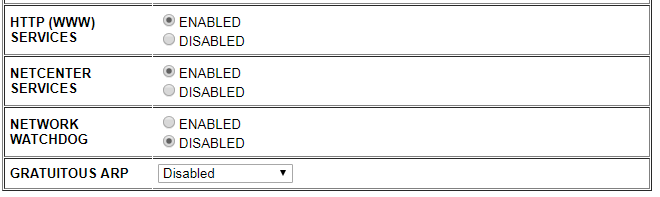 HTTP (WWW)
SERVICES
ENABLED
DISABLED
NETCENTER
SERVICES
ENABLED
DISABLED
NETWORK
WATCHDOG
ENABLED
DISABLED
GRATUITOUS ARP
Disabled